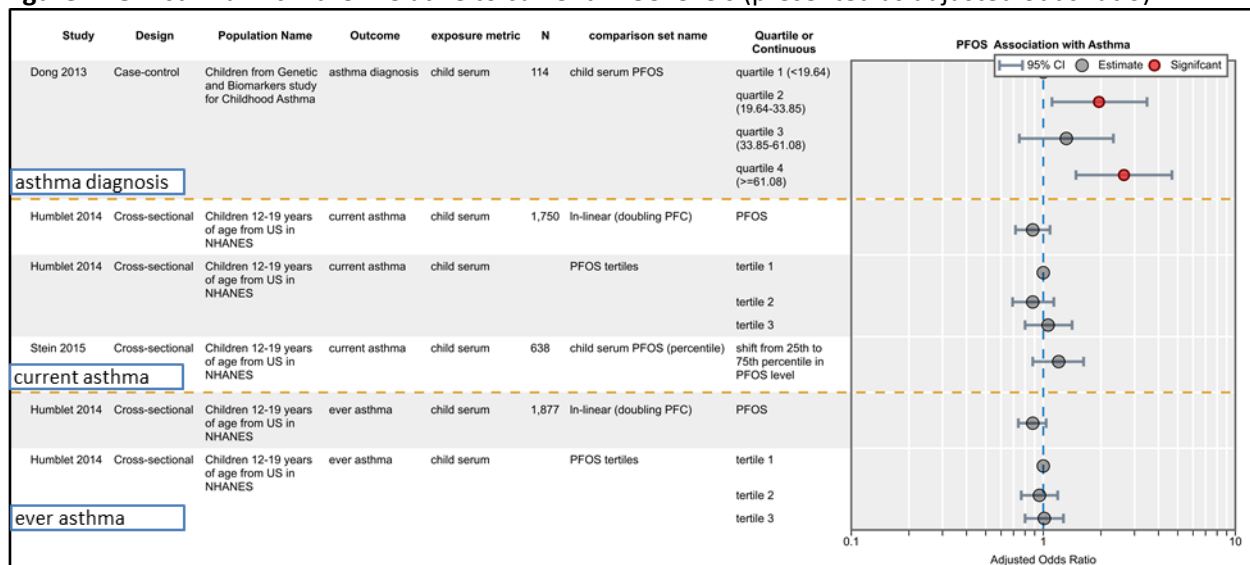 (presented as adjusted
Study Design Population Name Outcome exposure metric N comparison set name Quartile or
Continuous
PFOS Association with Asthma
95% CI Estimate Signifcant
Dong 2013 Case-control Children from Genetic asthma diagnosis child serum 114 child serum PFOS quartile 1 (<19.64)
and Biomarkers study
for Childhood Asthma
quartile 2
(19.64-33.85)
quartile 3
(33.85-61.08)
quartile 4
(>=61.08)
asthma diagnosis
Humblet 2014 Cross-sectional Children 12-19 years current asthma child serum 1,750 ln-linear (doubling PFC) PFOS
of age from US in
NHANES
Humblet 2014 Cross-sectional Children 12-19 years current asthma child serum PFOS tertiles tertile 1
of age from US in
NHANES
tertile 2
tertile 3
Stein 2015 Cross-sectional Children 12-19 years current asthma child serum 638 child serum PFOS (percentile) shift from 25th to
of age from US in 75th percentile in
NHANES PFOS level
current asthma
Humblet 2014 Cross-sectional Children 12-19 years ever asthma child serum 1,877 ln-linear (doubling PFC) PFOS
of age from US in
NHANES
Humblet 2014 Cross-sectional Children 12-19 years ever asthma child serum PFOS tertiles tertile 1
of age from US in
NHANES
tertile 2
tertile 3
ever asthma
0.1 1 10
Adjusted Odds Ratio